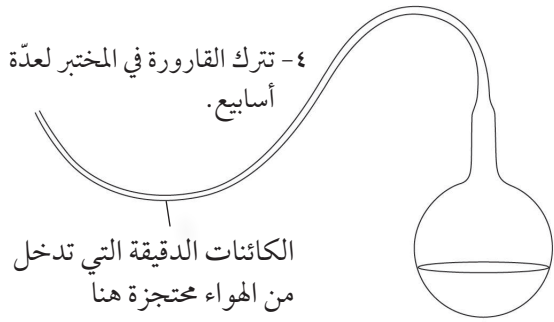 ٤- تترك القارورة في المختبر لعدّة
أسابيع.
الكائنات الدقيقة التي تدخل
من الهواء محتجزة هنا